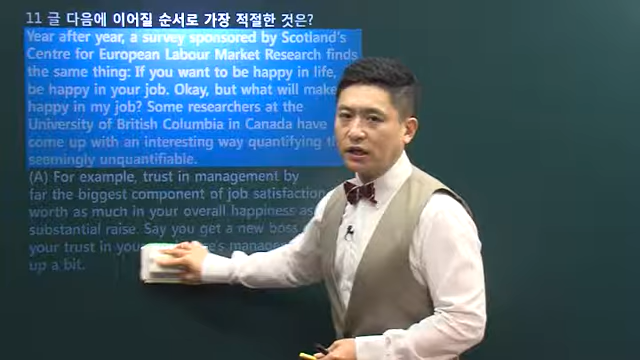 11 글 다음에 이어질 순서로 가장 적절한 것은?
Year after year, a survey sponsored by Scotland's
Centre for European Labour Market Research finds
the same thing: If you want to be happy in life,
be happy in your job. Okay, but what will make
happy in my job? Some researchers at the
University of British Columbia in Canada have
come up with an interesting way of quantifying
seemingly unquantifiable.
(A) For example, trust in management by
far the biggest component of job satisfaction
worth as much in your overall happiness as
substantial raise. Say you get a new boss
your trust in your management
up a bit.